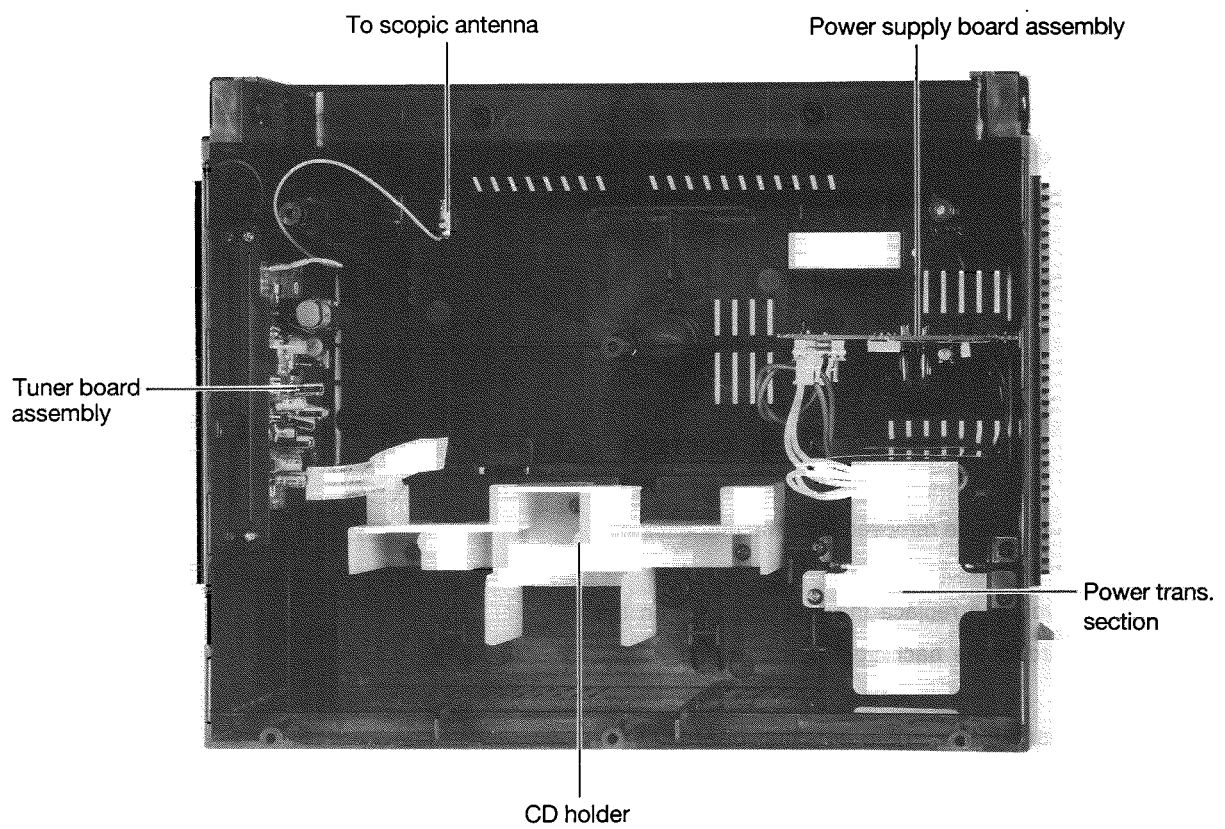 To scopic antenna
Power supply board assembly
Tuner board
assembly
Power trans.
section
CD holder